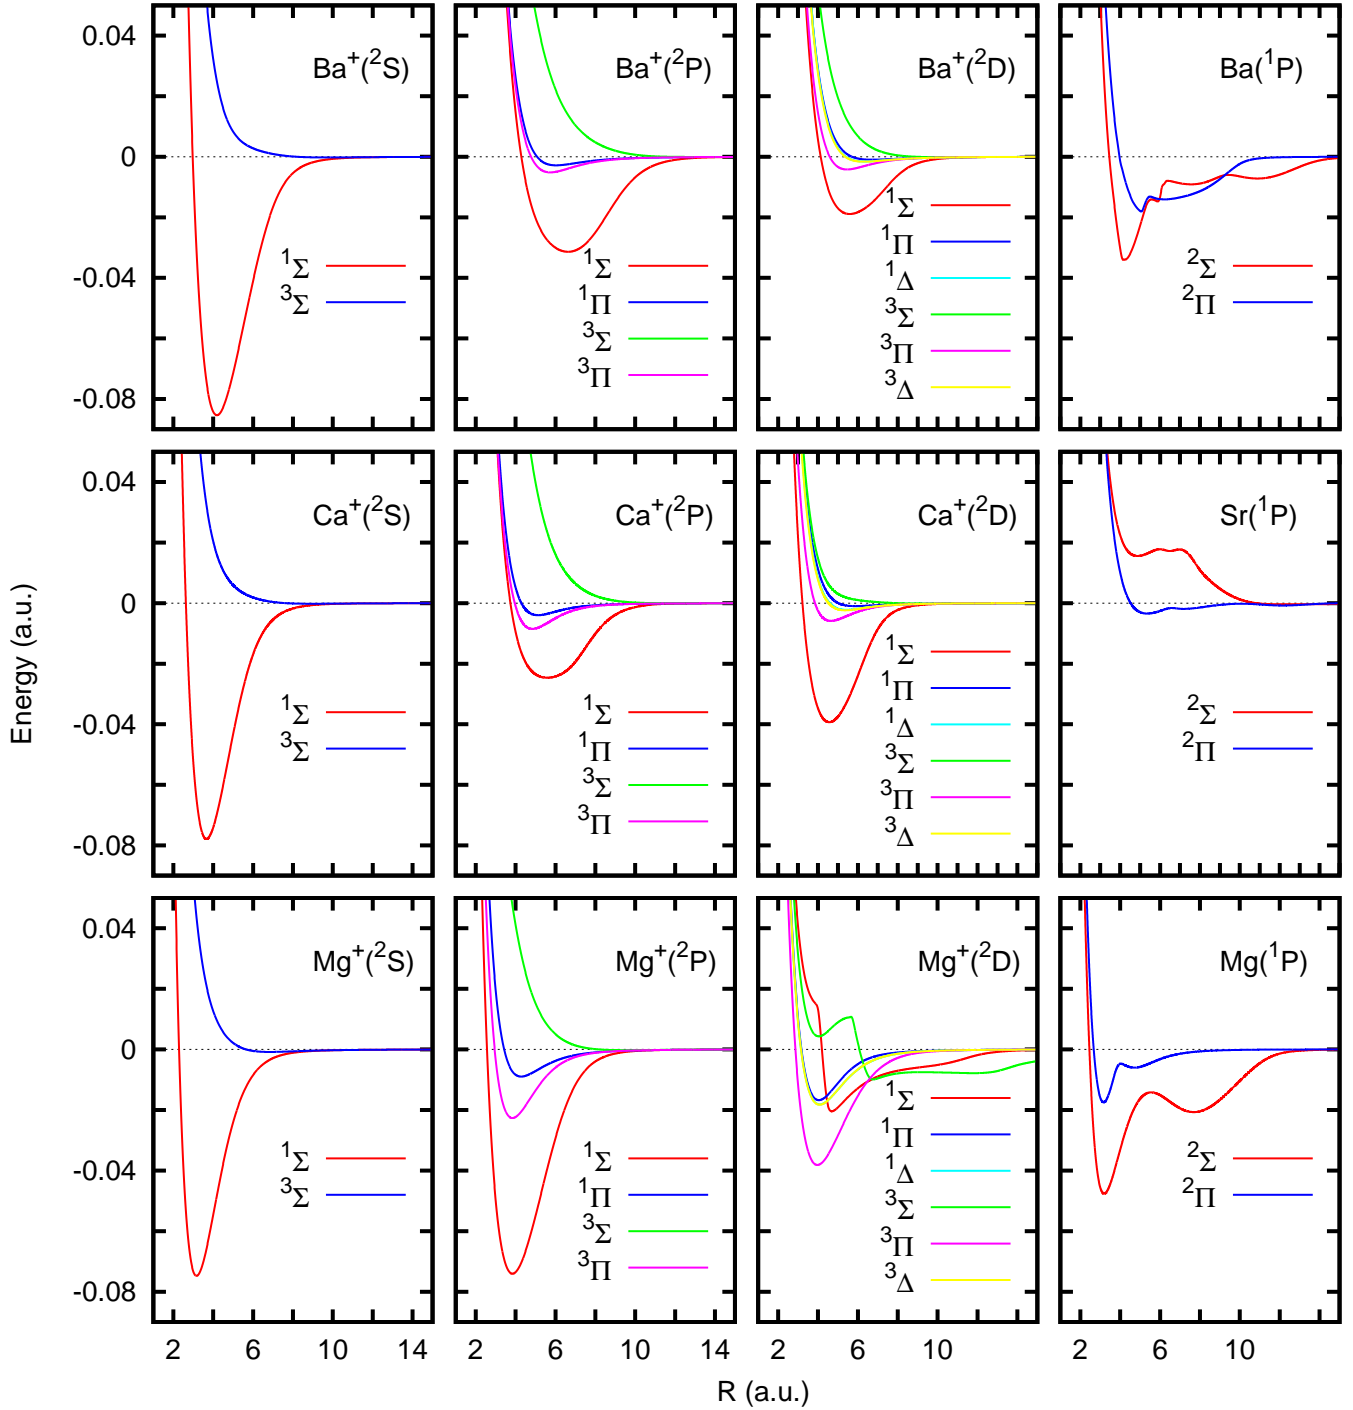 0.04
0
-0.04
-0.08
Ba⁺(²S)
¹Σ
³Σ
Ba⁺(²P)
¹Σ
¹Π
³Σ
³Π
Ba⁺(²D)
¹Σ
¹Π
¹Δ
³Σ
³Π
³Δ
Ba(¹P)
²Σ
²Π
Energy (a.u.)
0.04
0
-0.04
-0.08
Ca⁺(²S)
¹Σ
³Σ
Ca⁺(²P)
¹Σ
¹Π
³Σ
³Π
Ca⁺(²D)
¹Σ
¹Π
¹Δ
³Σ
³Π
³Δ
Sr(¹P)
²Σ
²Π
0.04
0
-0.04
-0.08
Mg⁺(²S)
¹Σ
³Σ
Mg⁺(²P)
¹Σ
¹Π
³Σ
³Π
Mg⁺(²D)
¹Σ
¹Π
¹Δ
³Σ
³Π
³Δ
Mg(¹P)
²Σ
²Π
2 6 10 14 2 6 10 14 2 6 10 2 6 10
R (a.u.)